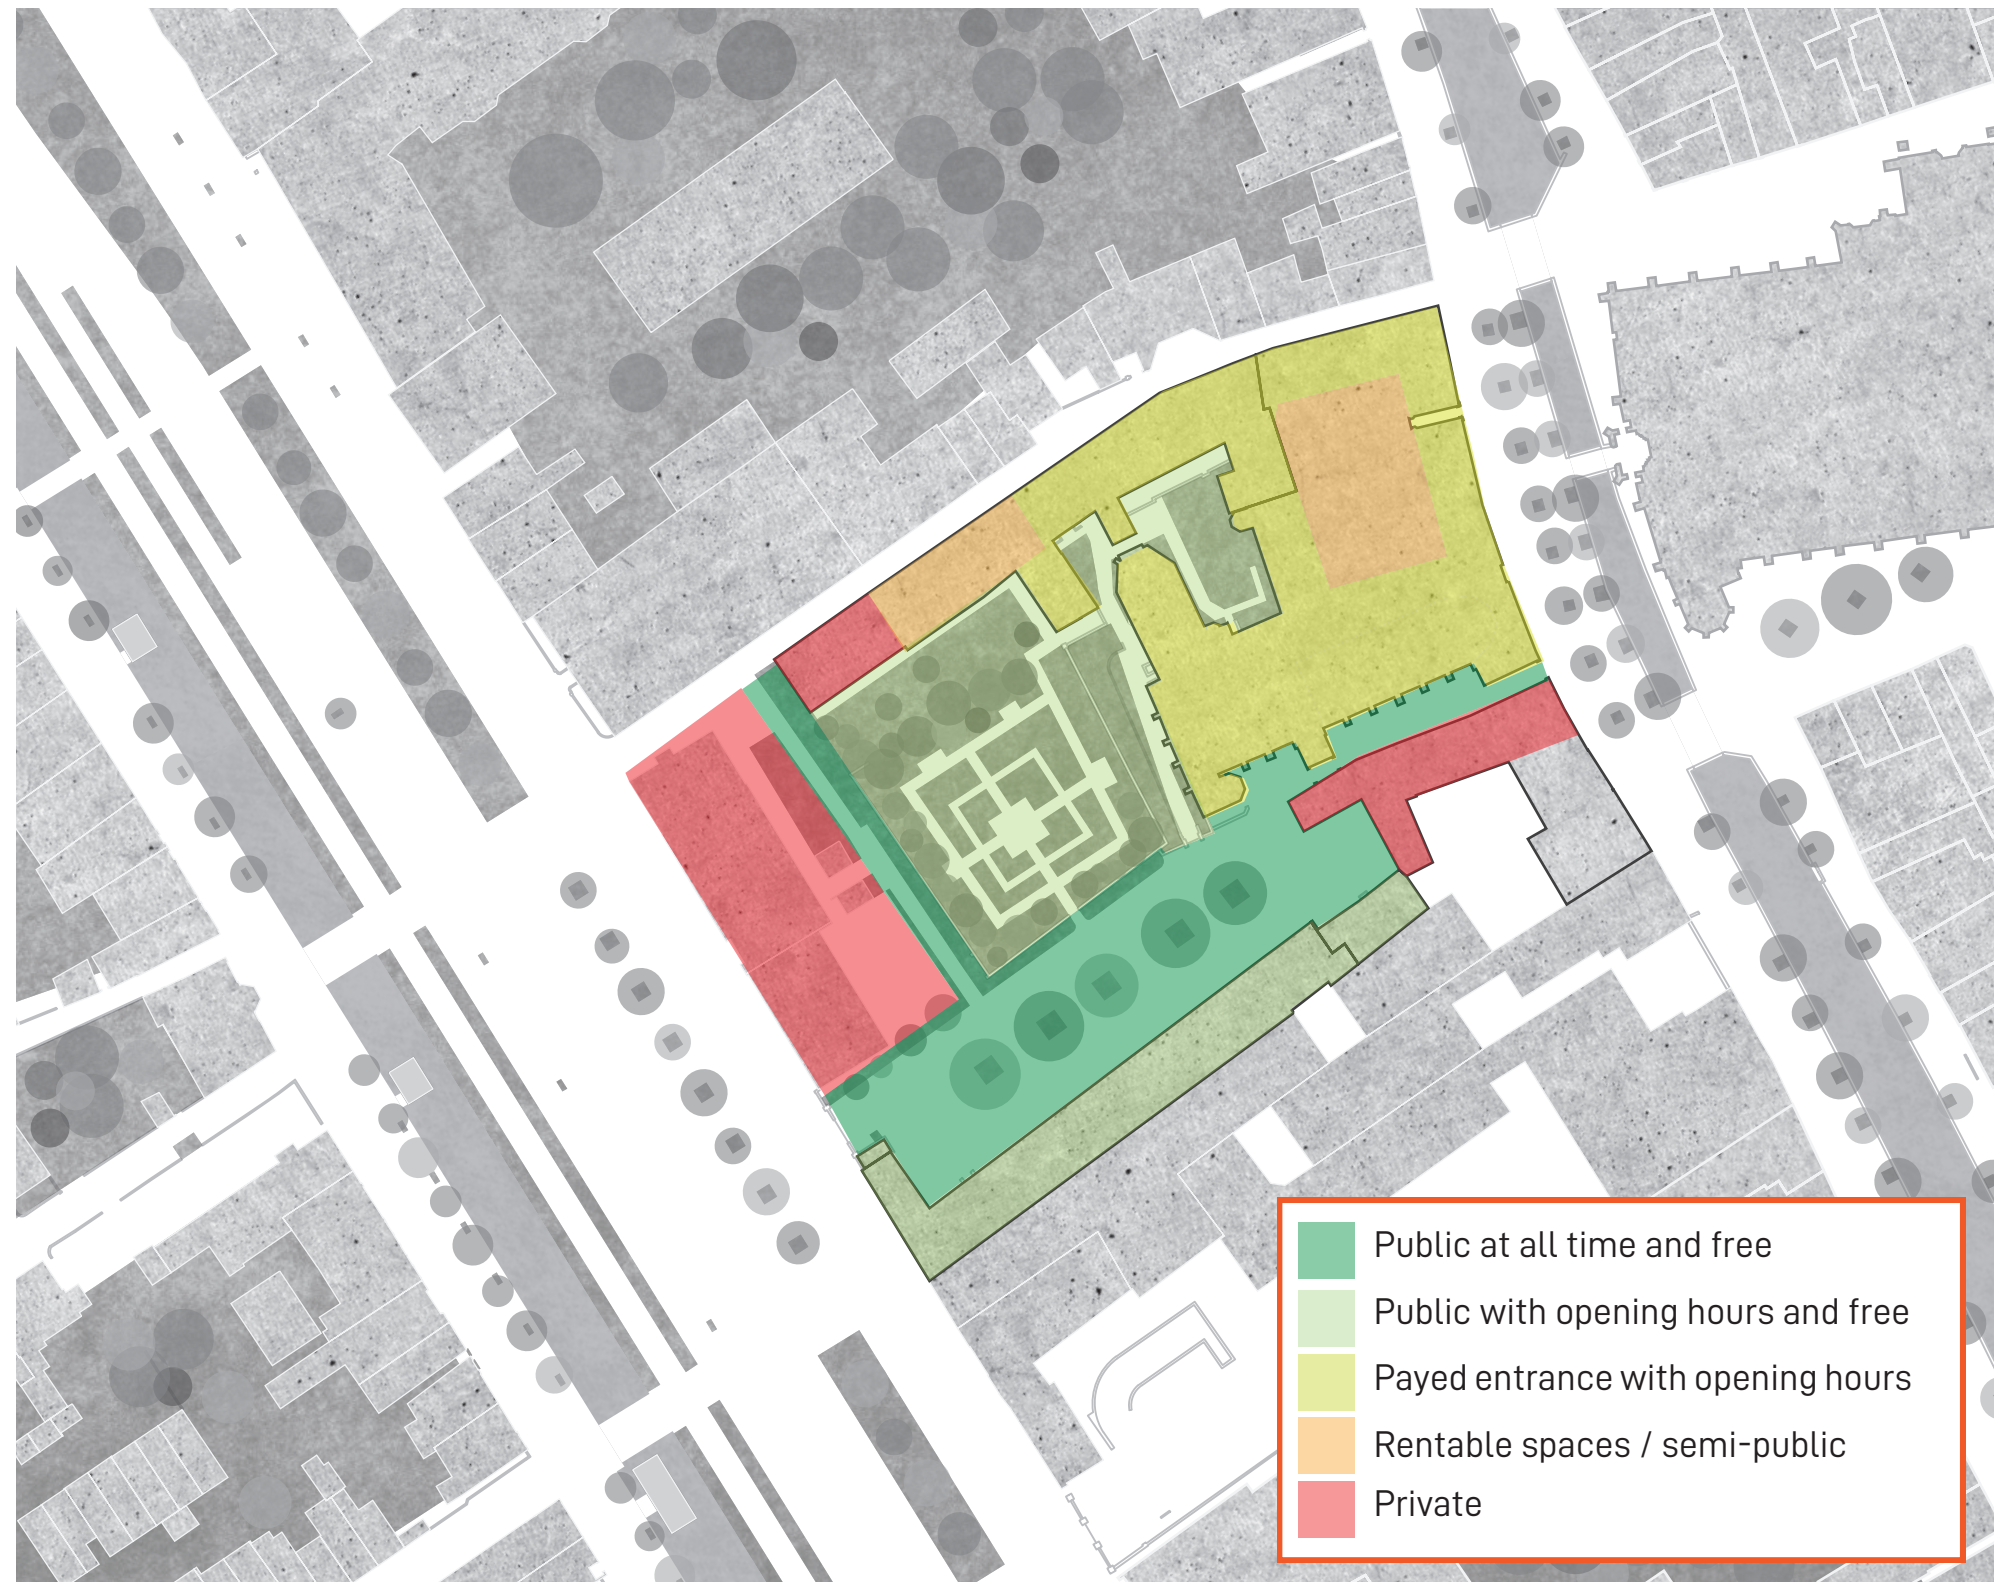 Public at all time and free
Public with opening hours and free
Payed entrance with opening hours
Rentable spaces / semi-public
Private